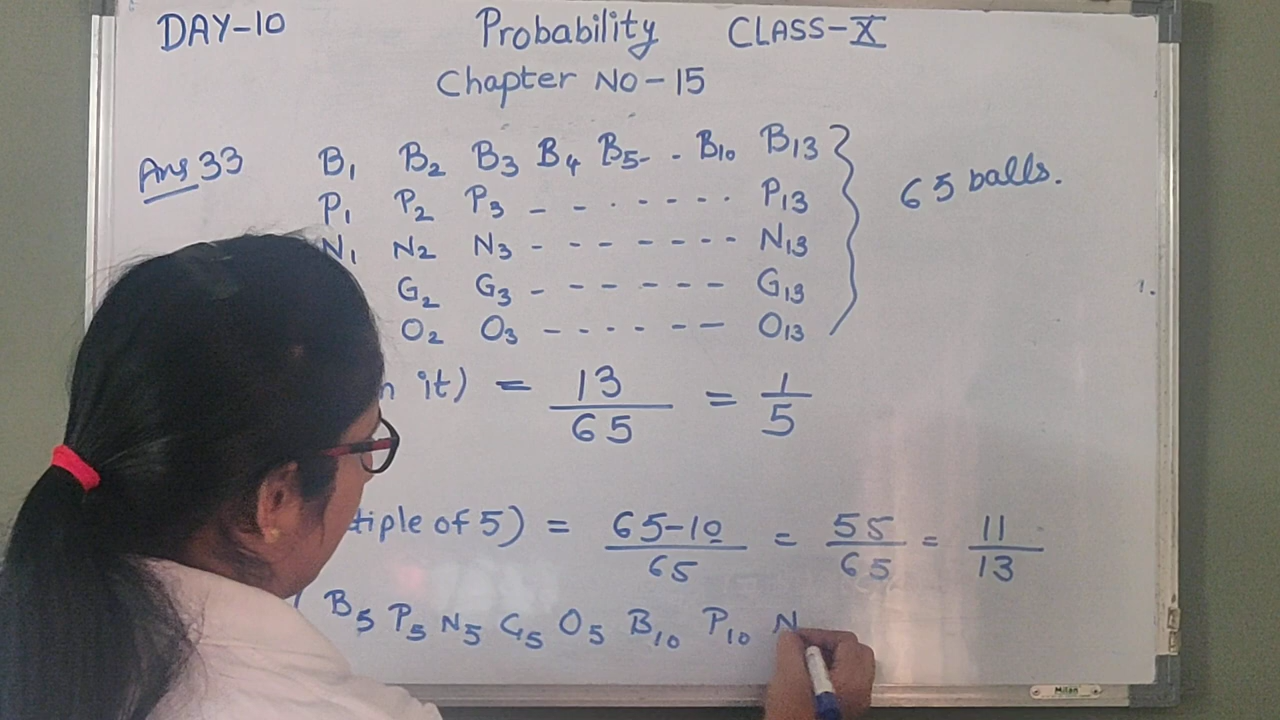 DAY-10 Probability CLASS-X
Chapter NO-15
Ans 33 B1 B2 B3 B4 B5- - B10 B13
P1 P2 P3 - - - - - - - - P13
N1 N2 N3 - - - - - - - - N13
G2 G3 - - - - - - - G13
O2 O3 - - - - - - O13
65 balls.
it) = 13/65 = 1/5
tiple of 5) = 65-10/65 = 55/65 = 11/13
B5 P5 N5 G5 O5 B10 P10 N
1.
Milan